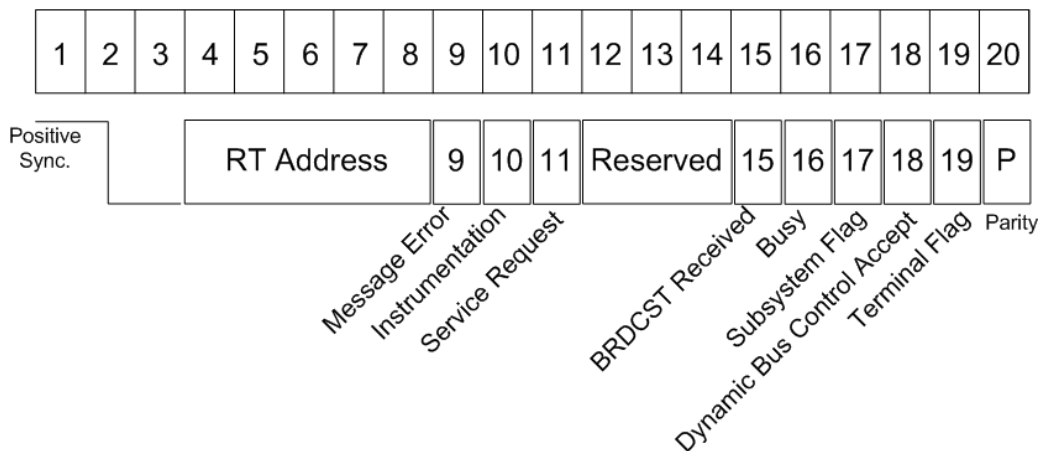 1 2 3 4 5 6 7 8 9 10 11 12 13 14 15 16 17 18 19 20
Positive
Sync.
RT Address 9 10 11 Reserved 15 16 17 18 19 P
Message Error
Instrumentation
Service Request
BRDCST Received
Busy
Subsystem Flag
Dynamic Bus Control Accept
Terminal Flag
Parity